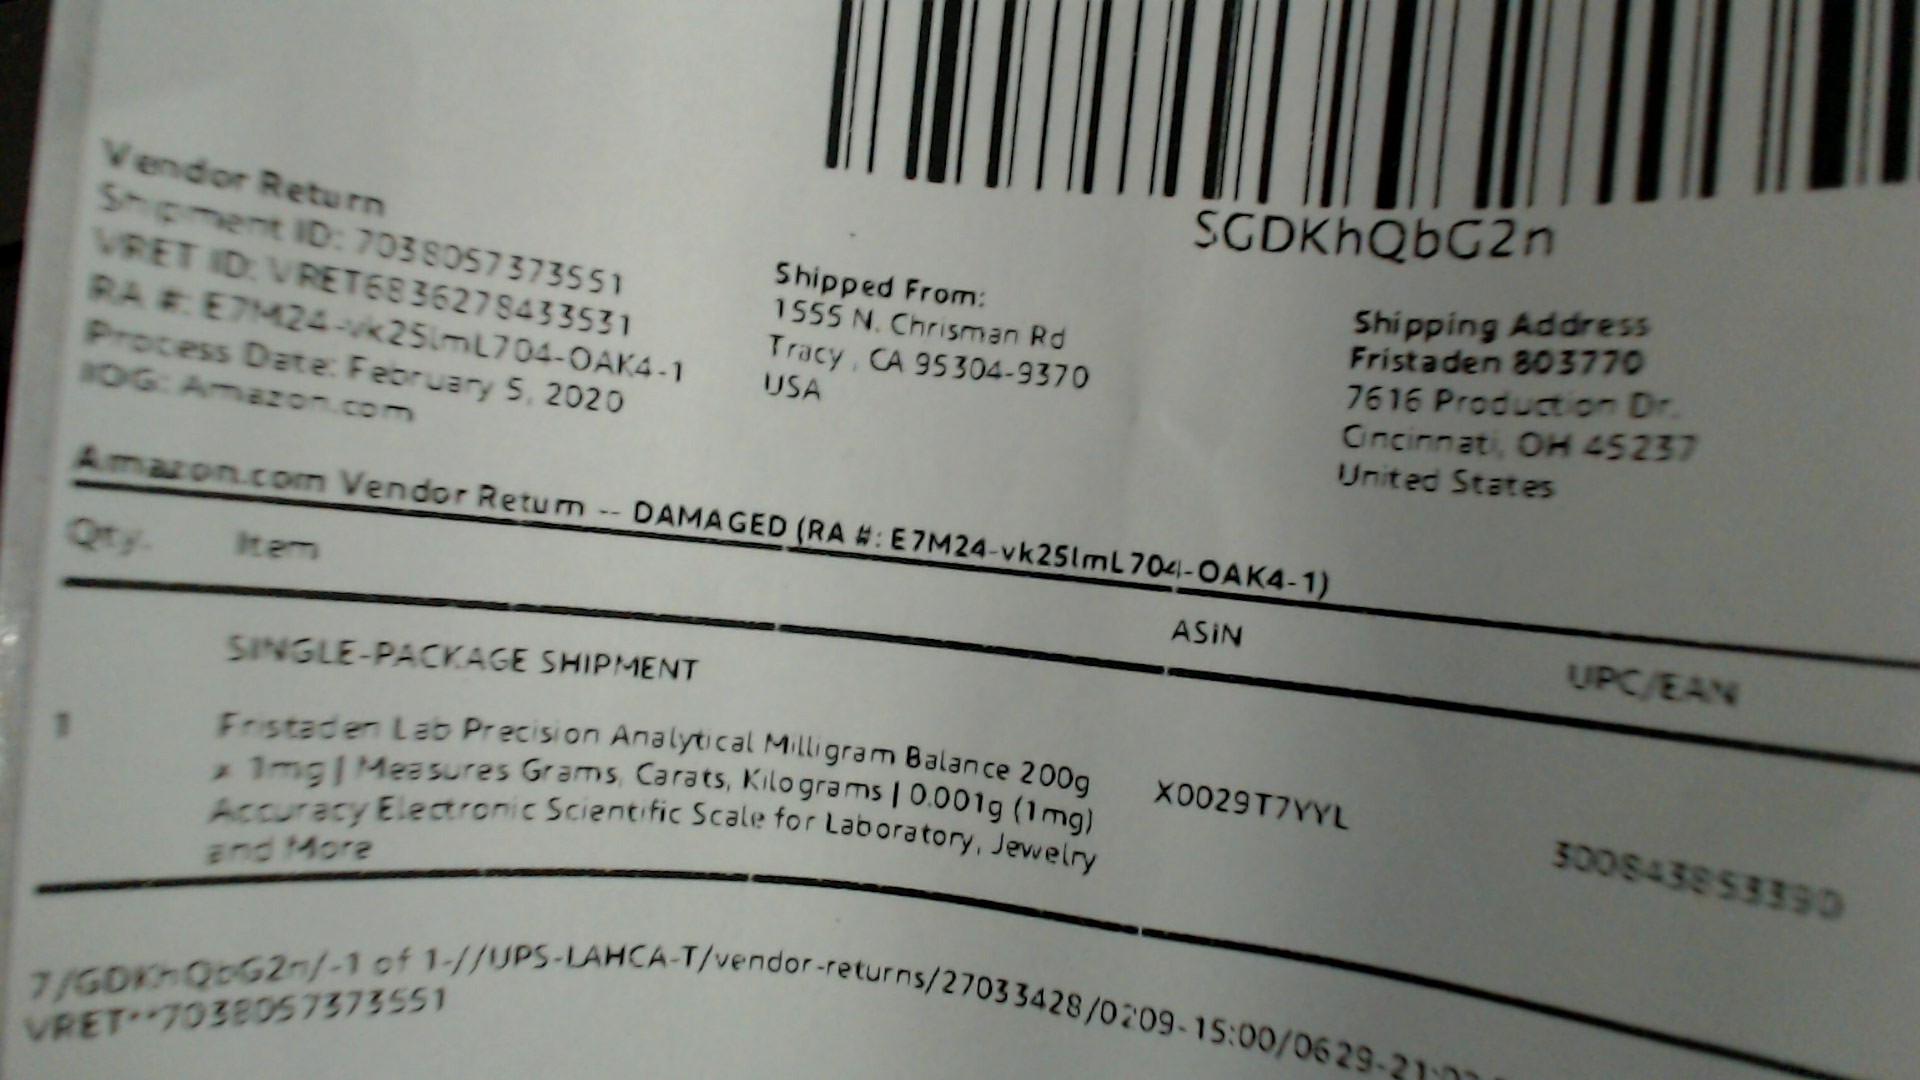 SGDKhQbG2n
Vendor Return
Shipment ID: 7038057373551
VRET ID: VRET6836278433531
RA #: E7M24-vk25lmL704-OAK4-1
Process Date: February 5, 2020
IOG: Amazon.com
Shipped From:
1555 N. Chrisman Rd
Tracy , CA 95304-9370
USA
Shipping Address
Fristaden 803770
7616 Production Dr.
Cincinnati, OH 45237
United States
Amazon.com Vendor Return -- DAMAGED (RA #: E7M24-vk25lmL704-OAK4-1)
Qty. Item ASIN UPC/EAN
SINGLE-PACKAGE SHIPMENT
1 Fristaden Lab Precision Analytical Milligram Balance 200g
x 1mg | Measures Grams, Carats, Kilograms | 0.001g (1mg)
Accuracy Electronic Scientific Scale for Laboratory, Jewelry
and More
X0029T7YYL
300843853390
7/GDKhQbG2n/-1 of 1-//UPS-LAHCA-T/vendor-returns/27033428/0209-15:00/0629-21:
VRET**7038057373551